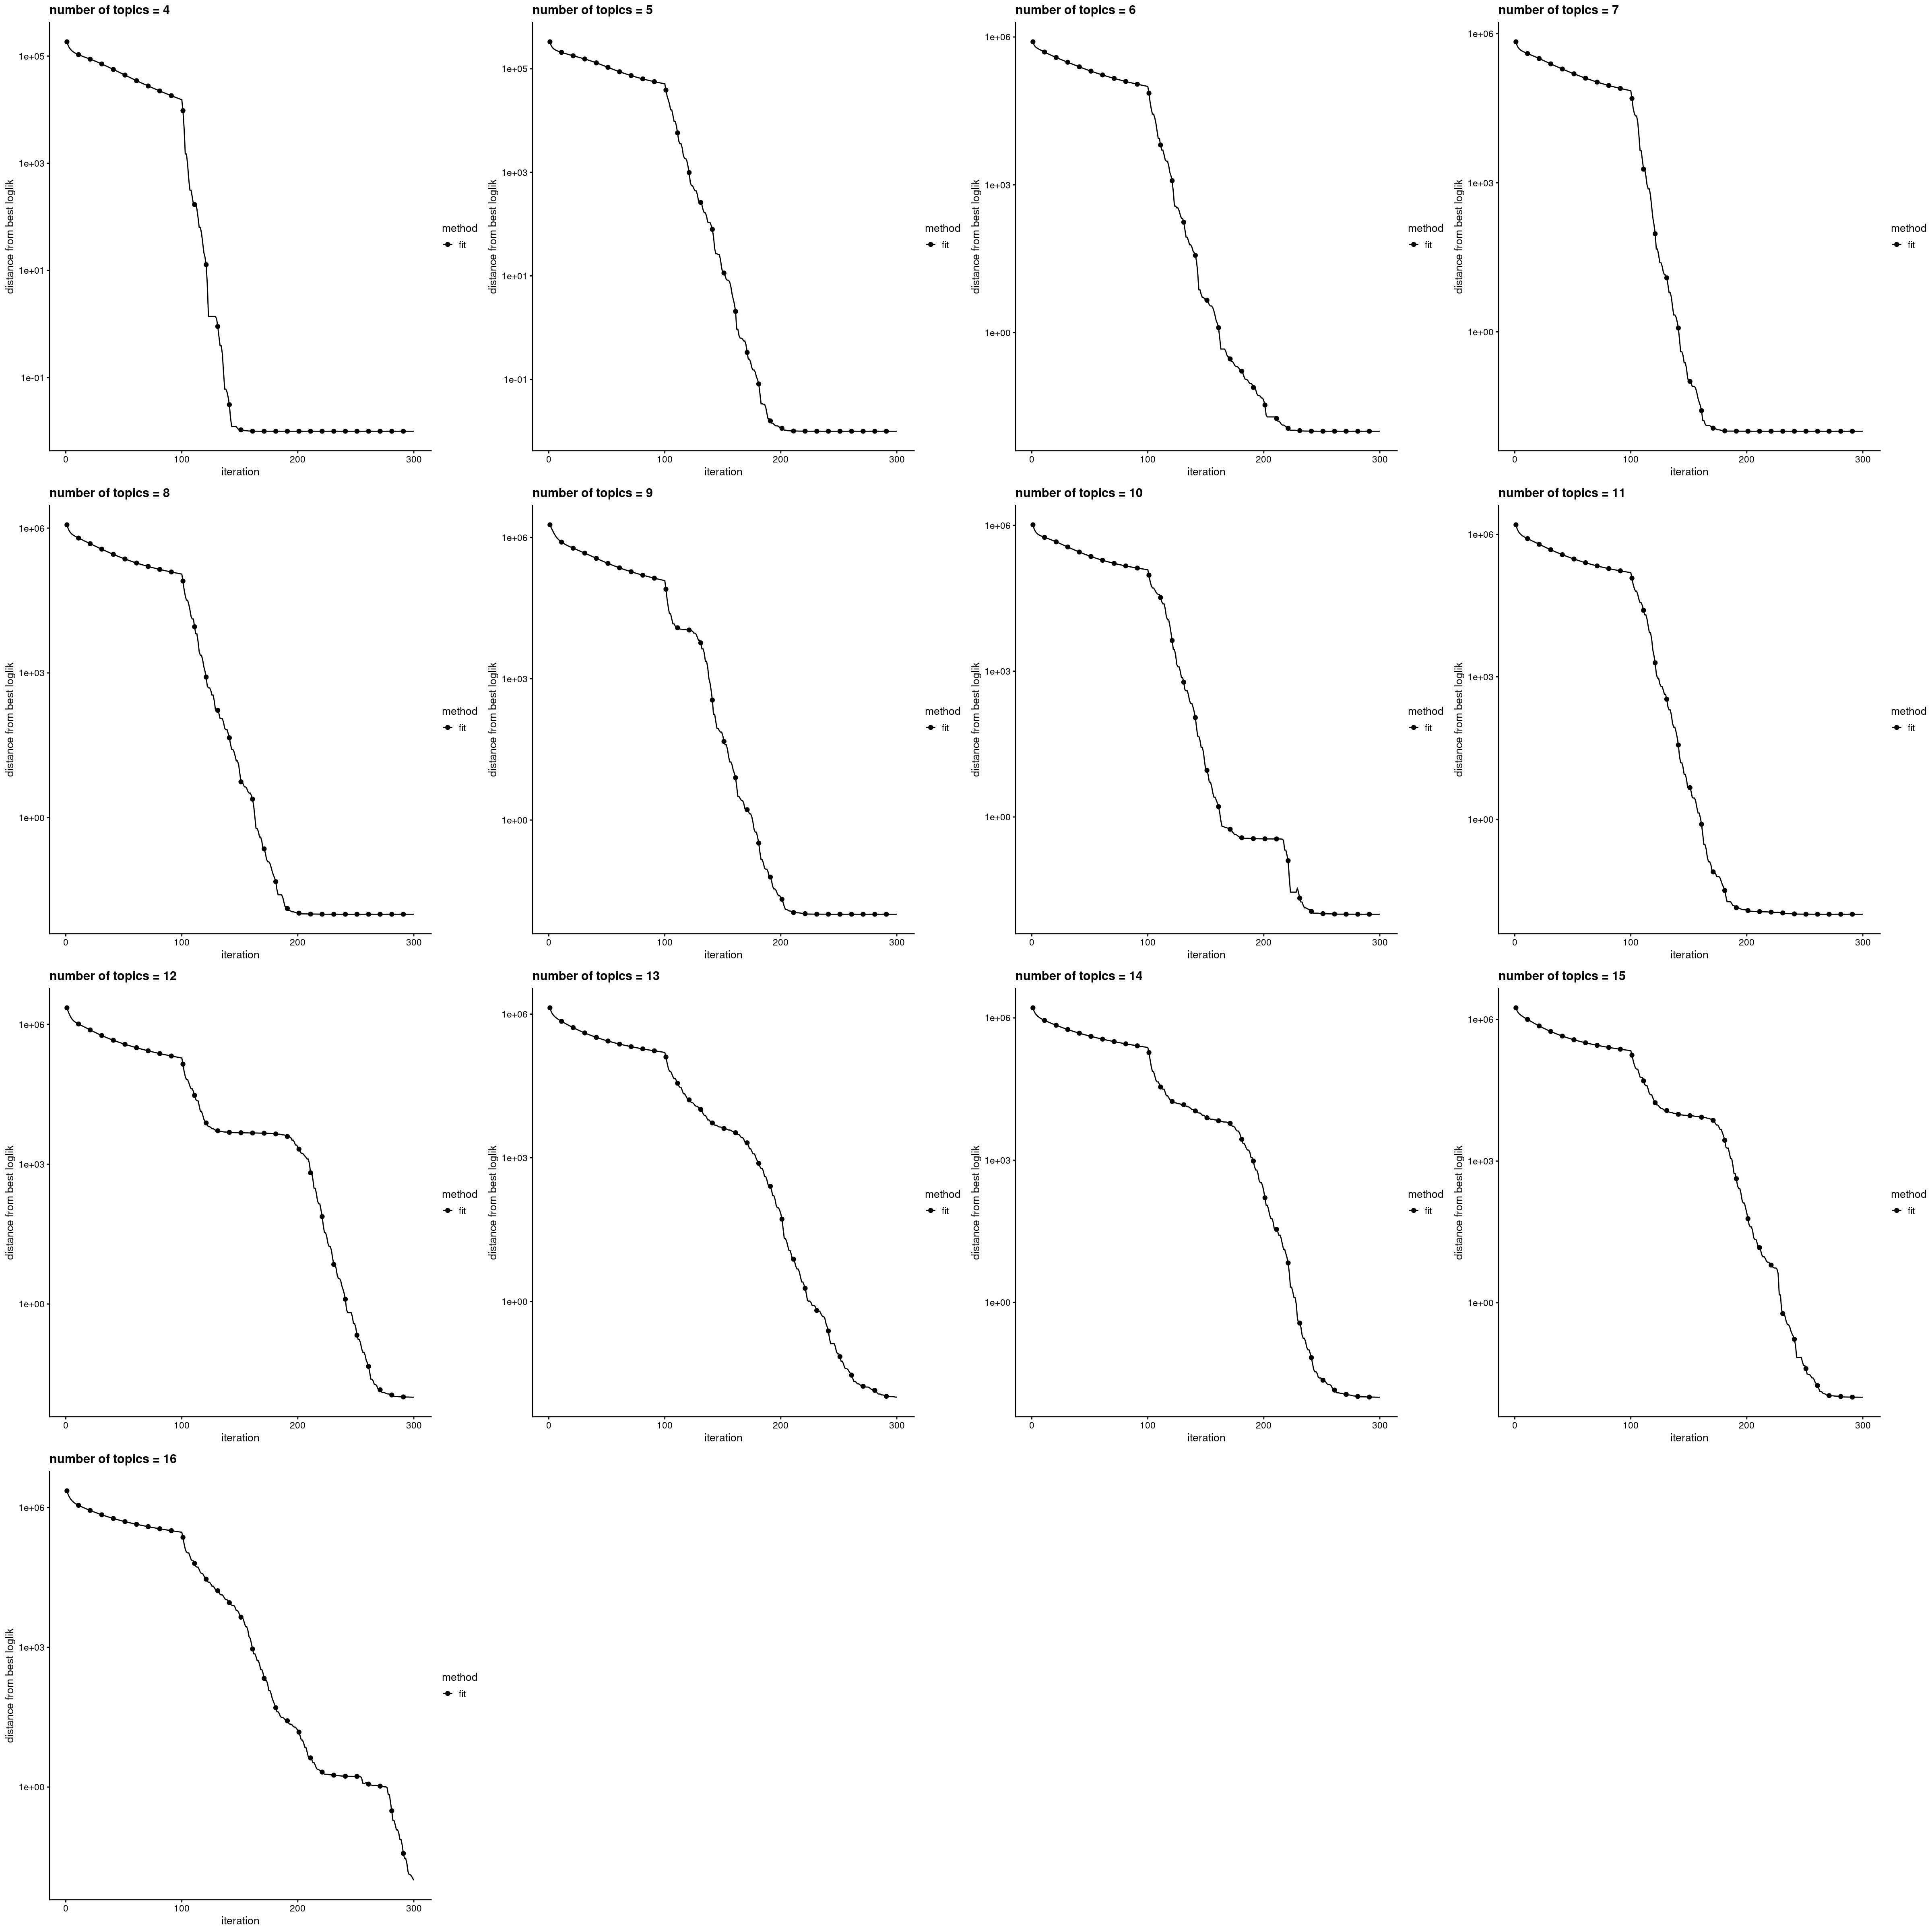 number of topics = 4
1e+05
1e+03
1e+01
1e-01
distance from best loglik
0 100 200 300
iteration
method
fit
number of topics = 5
1e+05
1e+03
1e+01
1e-01
distance from best loglik
0 100 200 300
iteration
method
fit
number of topics = 6
1e+06
1e+03
1e+00
distance from best loglik
0 100 200 300
iteration
method
fit
number of topics = 7
1e+06
1e+03
1e+00
distance from best loglik
0 100 200 300
iteration
method
fit
number of topics = 8
1e+06
1e+03
1e+00
distance from best loglik
0 100 200 300
iteration
method
fit
number of topics = 9
1e+06
1e+03
1e+00
distance from best loglik
0 100 200 300
iteration
method
fit
number of topics = 10
1e+06
1e+03
1e+00
distance from best loglik
0 100 200 300
iteration
method
fit
number of topics = 11
1e+06
1e+03
1e+00
distance from best loglik
0 100 200 300
iteration
method
fit
number of topics = 12
1e+06
1e+03
1e+00
distance from best loglik
0 100 200 300
iteration
method
fit
number of topics = 13
1e+06
1e+03
1e+00
distance from best loglik
0 100 200 300
iteration
method
fit
number of topics = 14
1e+06
1e+03
1e+00
distance from best loglik
0 100 200 300
iteration
method
fit
number of topics = 15
1e+06
1e+03
1e+00
distance from best loglik
0 100 200 300
iteration
method
fit
number of topics = 16
1e+06
1e+03
1e+00
distance from best loglik
0 100 200 300
iteration
method
fit